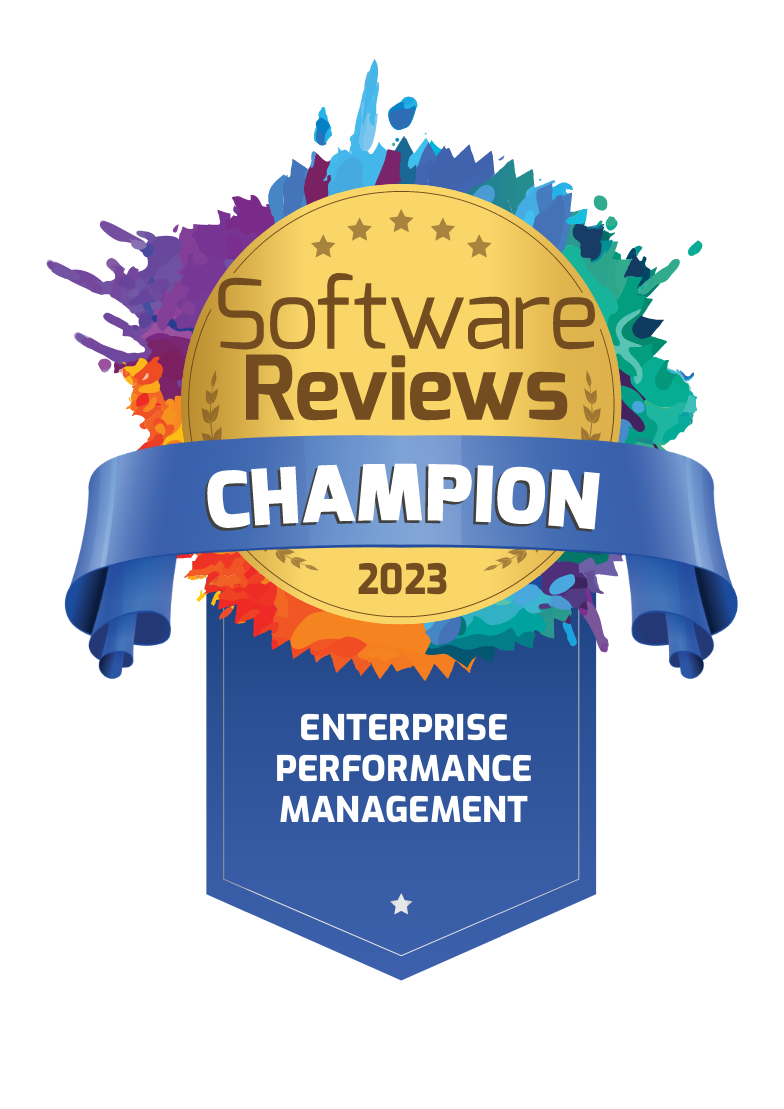 Software
Reviews
CHAMPION
2023
ENTERPRISE
PERFORMANCE
MANAGEMENT